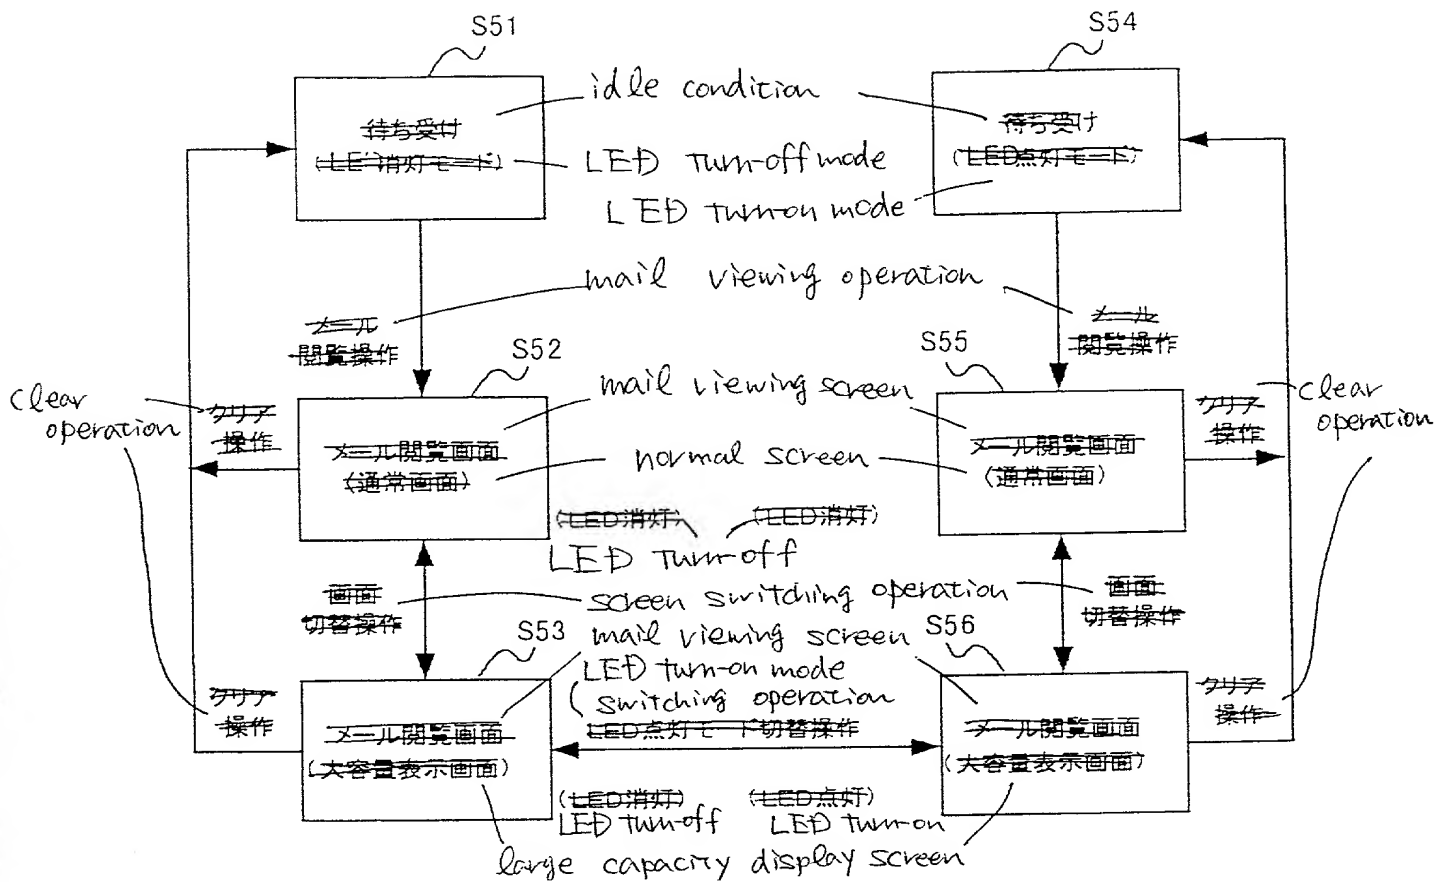 S51
S54
idle condition
待ち受け
(LED消灯モード)
待ち受け
(LED点灯モード)
LED turn-off mode
LED turn-on mode
mail viewing operation
メール
閲覧操作
メール
閲覧操作
S52
S55
clear
operation
クリア
操作
mail viewing screen
メール閲覧画面
(通常画面)
normal screen
メール閲覧画面
(通常画面)
クリア
操作
clear
operation
(LED消灯)
(LED消灯)
LED turn-off
画面
切替操作
screen switching operation
画面
切替操作
S53
mail viewing screen
S56
LED turn-on mode
switching operation
クリア
操作
メール閲覧画面
(大容量表示画面)
LED点灯モード切替操作
メール閲覧画面
(大容量表示画面)
クリア
操作
(LED消灯)
(LED点灯)
LED turn-off
LED turn-on
large capacity display screen